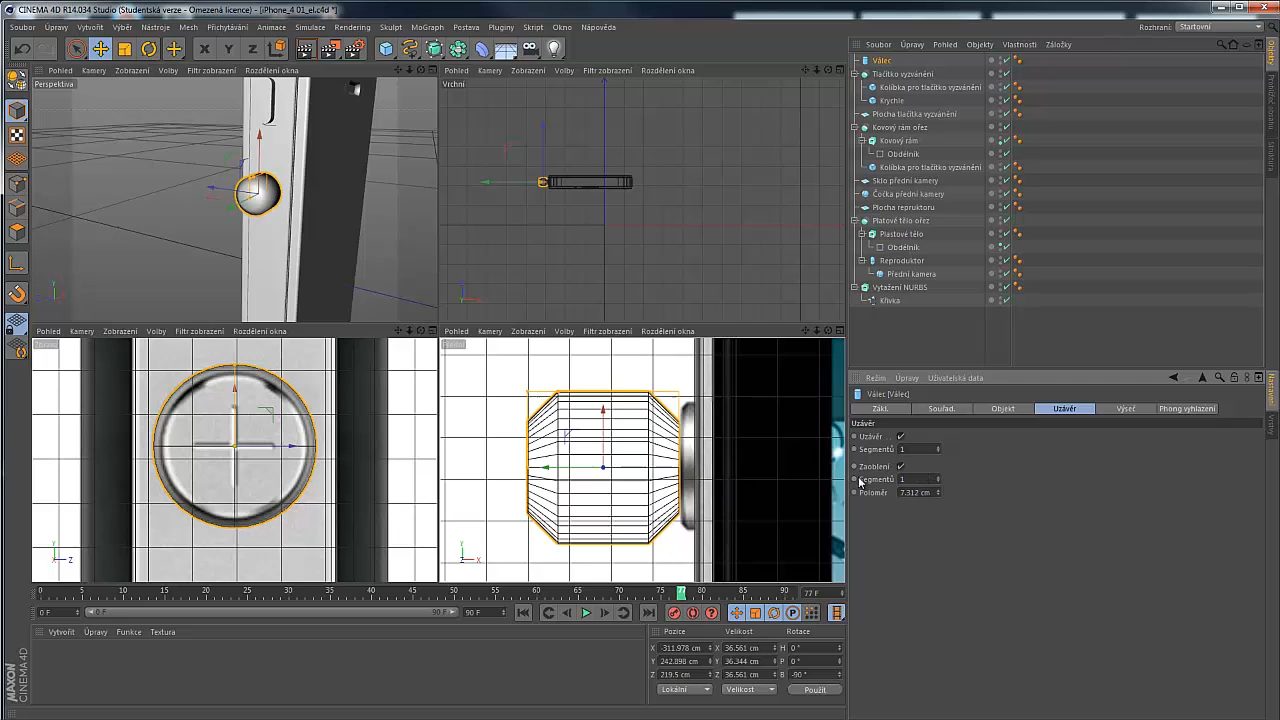 CINEMA 4D R14.034 Studio (Studentská verze - Omezená licence) - [iPhone_4 01_el.c4d *]
Soubor Úpravy Vytvořit Výběr Nástroje Mesh Přichytávání Animace Simulace Rendering Sculpt MoGraph Postava Pluginy Skript Okno Nápověda
Rozhraní: Startovní
Pohled Kamery Zobrazení Volby Filtr zobrazení Rozdělení okna
Perspektiva
Pohled Kamery Zobrazení Volby Filtr zobrazení Rozdělení okna
Vrchní
Pohled Kamery Zobrazení Volby Filtr zobrazení Rozdělení okna
Pohled Kamery Zobrazení Volby Filtr zobrazení Rozdělení okna
Přední
Soubor Úpravy Pohled Objekty Vlastnosti Záložky
Válec
Tlačítko vyzvánění
Kolíbka pro tlačítko vyzvánění
Krychle
Plocha tlačítka vyzvánění
Kovový rám ořez
Kovový rám
Obdélník
Kolíbka pro tlačítko vyzvánění
Sklo přední kamery
Čočka přední kamery
Plocha repruktoru
Platové tělo ořez
Plastové tělo
Obdélník
Reproduktor
Přední kamera
Vytažení NURBS
Křivka
Režim Úpravy Uživatelská data
Válec [Válec]
Zákl. Souřad. Objekt Uzávěr Výseč Phong vyhlazení
Uzávěr
Uzávěr . .
Segmentů 1
Zaoblení
Segmentů 1
Poloměr 7.312 cm
0 5 10 15 20 25 30 35 40 45 50 55 60 65 70 75 77 80 85 90 77 F
0 F 0 F 90 F 90 F
Vytvořit Úpravy Funkce Textura
Pozice Velikost Rotace
X -311.978 cm X 36.561 cm H 0 °
Y 242.898 cm Y 36.344 cm P 0 °
Z 219.5 cm Z 36.561 cm B -90 °
Lokální Velikost Použít
MAXON
CINEMA 4D